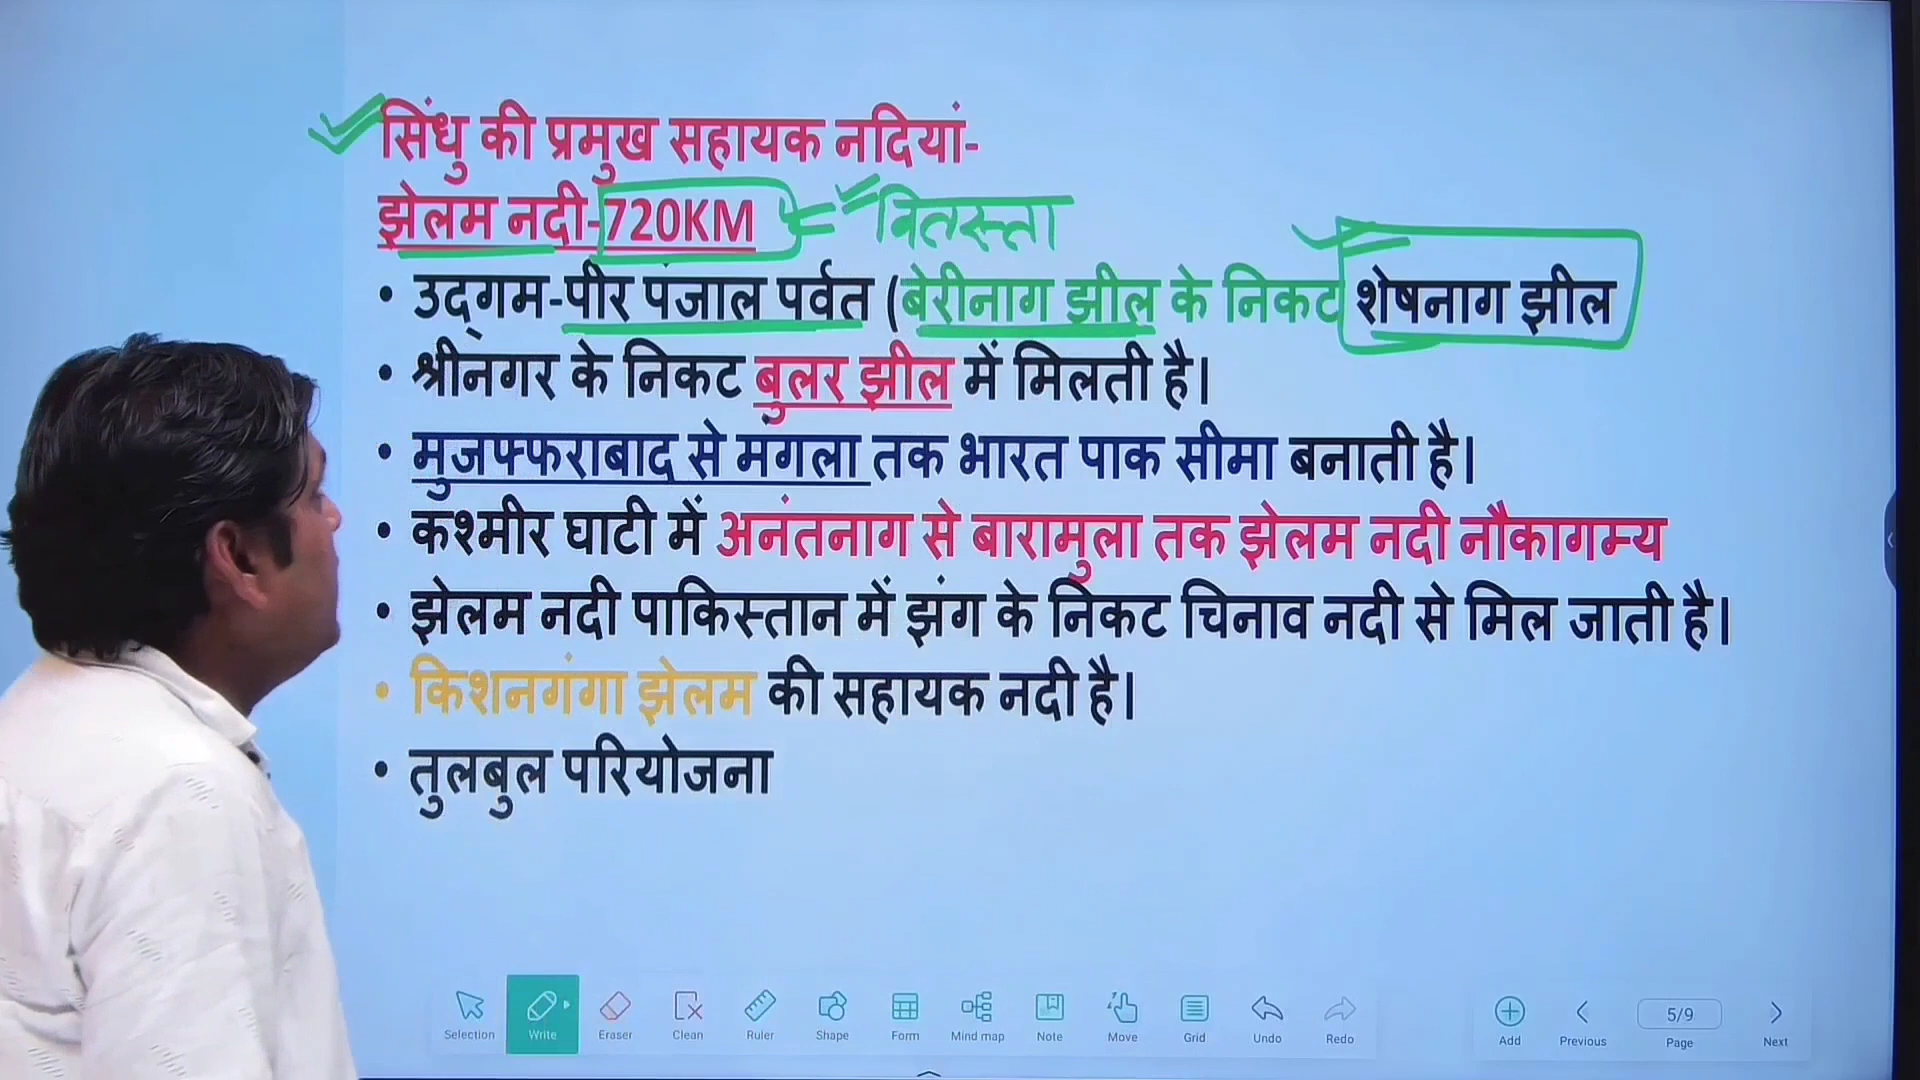 सिंधु की प्रमुख सहायक नदियां-
झेलम नदी-720KM वितस्ता
• उद्गम-पीर पंजाल पर्वत (बेरीनाग झील के निकट शेषनाग झील
• श्रीनगर के निकट बुलर झील में मिलती है।
• मुजफ्फराबाद से मंगला तक भारत पाक सीमा बनाती है।
• कश्मीर घाटी में अनंतनाग से बारामुला तक झेलम नदी नौकागम्य
• झेलम नदी पाकिस्तान में झंग के निकट चिनाव नदी से मिल जाती है।
• किशनगंगा झेलम की सहायक नदी है।
• तुलबुल परियोजना
Selection Write Eraser Clean Ruler Shape Form Mind map Note Move Grid Undo Redo Add Previous 5/9 Page Next